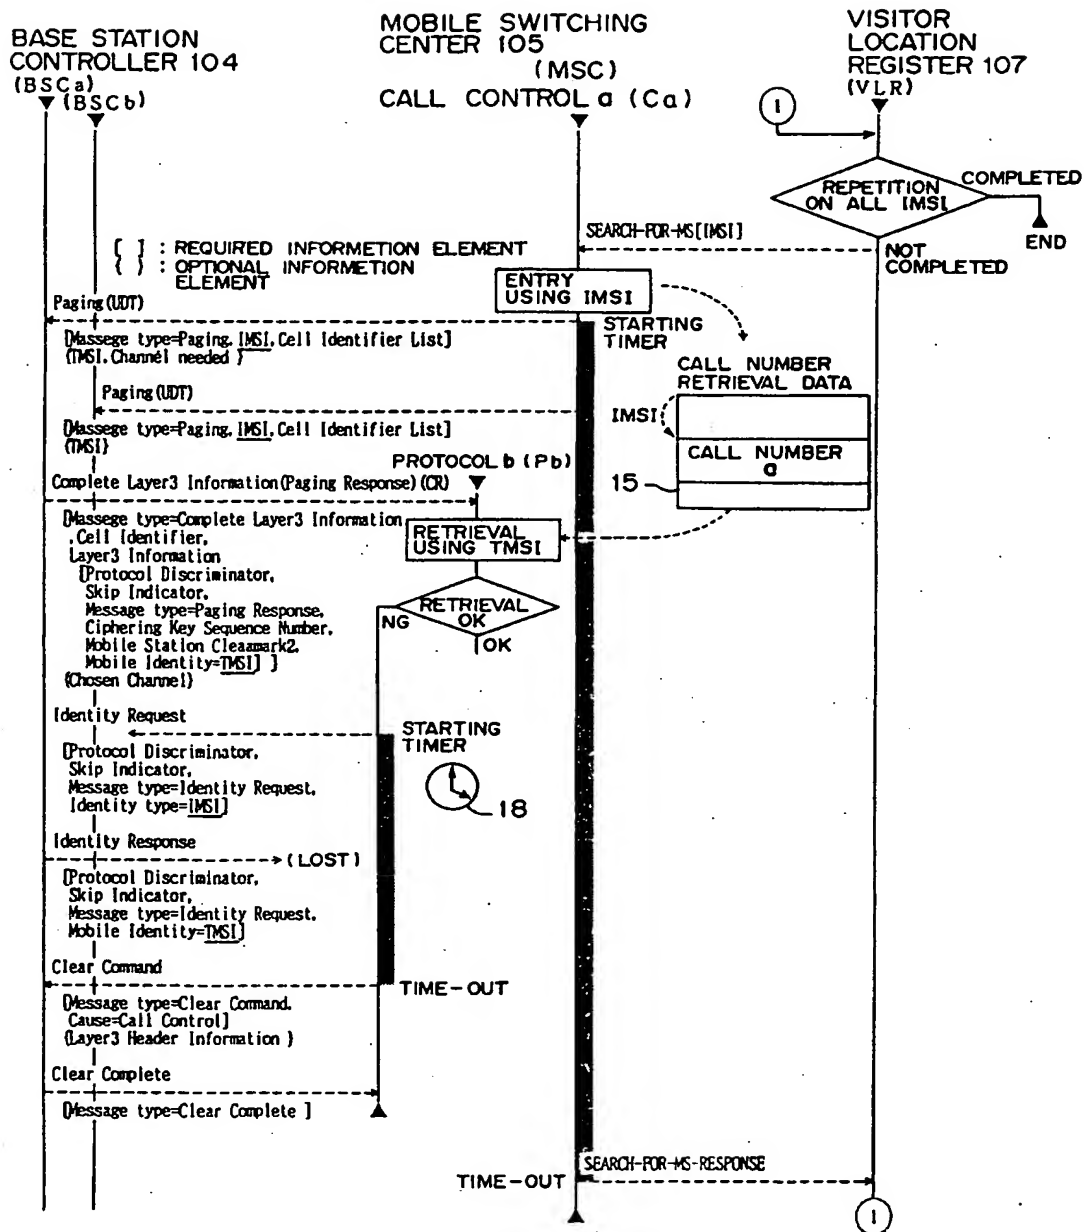 BASE STATION
CONTROLLER 104
(BSCa)
(BSCb)
MOBILE SWITCHING
CENTER 105
(MSC)
CALL CONTROL a (Ca)
VISITOR
LOCATION
REGISTER 107
(VLR)
1
REPETITION
ON ALL IMSI
COMPLETED
END
NOT
COMPLETED
SEARCH-FOR-MS[IMSI]
[ ] : REQUIRED INFORMETION ELEMENT
{ } : OPTIONAL INFORMATION
ELEMENT
ENTRY
USING IMSI
Paging(UDT)
STARTING
TIMER
[Massege type=Paging, IMSI, Cell Identifier List]
{TMSI, Channel needed }
CALL NUMBER
RETRIEVAL DATA
IMSI
CALL NUMBER
a
15
Paging(UDT)
[Massege type=Paging, IMSI, Cell Identifier List]
{TMSI}
PROTOCOL b (Pb)
Complete Layer3 Information(Paging Response)(CR)
[Massege type=Complete Layer3 Information
,Cell Identifier,
Layer3 Information
[Protocol Discriminator,
Skip Indicator,
Message type=Paging Response,
Ciphering Key Sequence Number,
Mobile Station Cleaamark2,
Mobile Identity=TMSI] ]
{Chosen Channel}
RETRIEVAL
USING TMSI
RETRIEVAL
OK
NG
OK
Identity Request
STARTING
TIMER
18
[Protocol Discriminator,
Skip Indicator,
Message type=Identity Request,
Identity type=IMSI]
Identity Response
(LOST)
[Protocol Discriminator,
Skip Indicator,
Message type=Identity Request,
Mobile Identity=TMSI]
Clear Command
TIME-OUT
[Message type=Clear Command,
Cause=Call Control]
{Layer3 Header Information }
Clear Complete
[Message type=Clear Complete ]
SEARCH-FOR-MS-RESPONSE
TIME-OUT
1